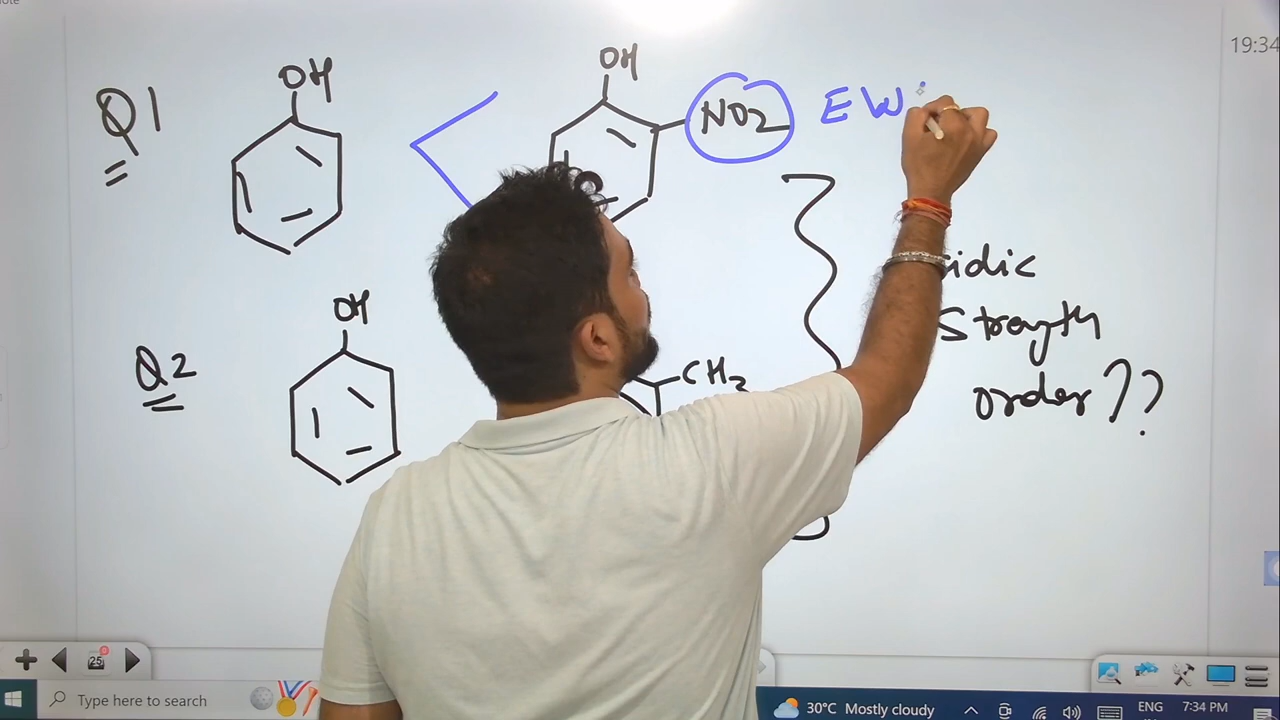 19:34
OH
OH
Q1
NO2
E W
idic
Strength
order ??
OH
Q2
CH3
25
Type here to search
30°C Mostly cloudy
ENG
7:34 PM